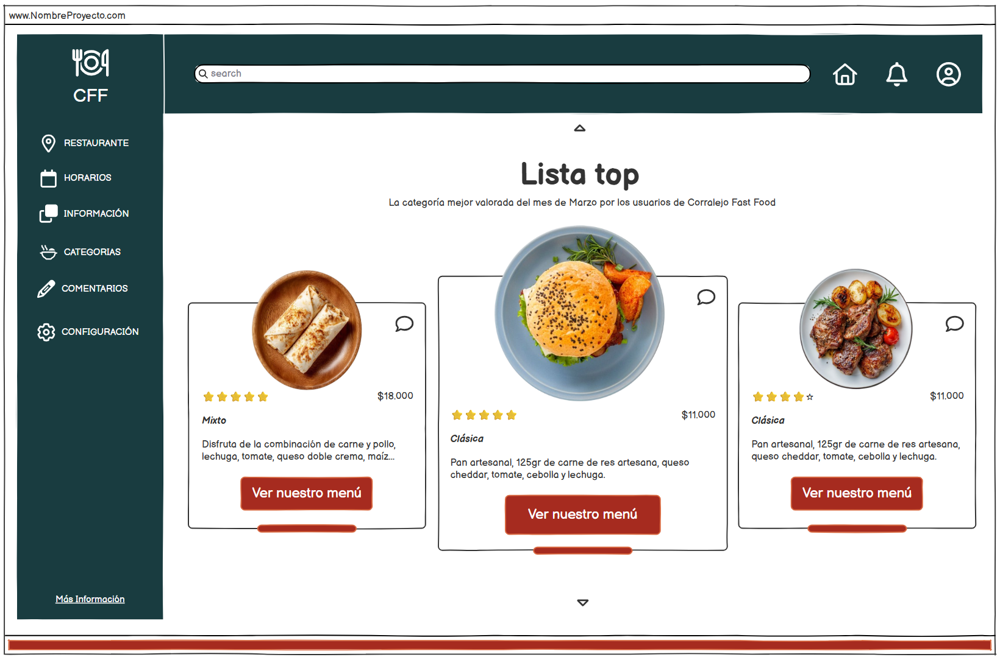 www.NombreProyecto.com
CFF
search
RESTAURANTE
HORARIOS
INFORMACIÓN
CATEGORIAS
COMENTARIOS
CONFIGURACIÓN
Más Información
Lista top
La categoría mejor valorada del mes de Marzo por los usuarios de Corralejo Fast Food
$18.000
Mixto
Disfruta de la combinación de carne y pollo,
lechuga, tomate, queso doble crema, maíz...
Ver nuestro menú
$11.000
Clásica
Pan artesanal, 125gr de carne de res artesana, queso
cheddar, tomate, cebolla y lechuga.
Ver nuestro menú
$11.000
Clásica
Pan artesanal, 125gr de carne de res artesana,
queso cheddar, tomate, cebolla y lechuga.
Ver nuestro menú